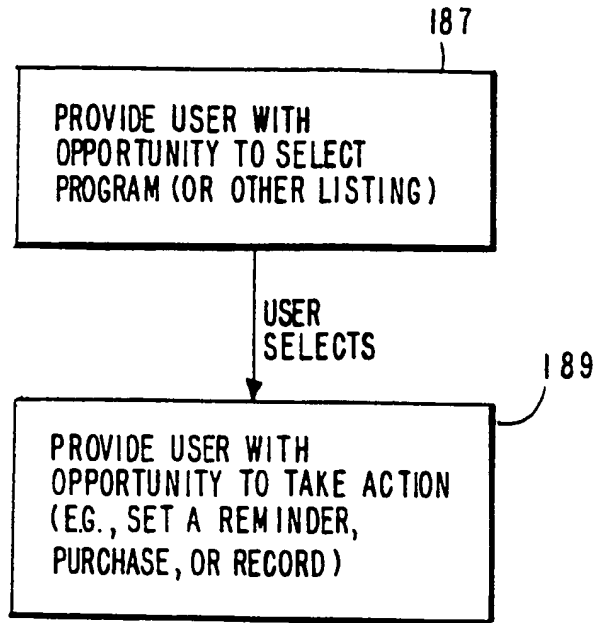 187
PROVIDE USER WITH
OPPORTUNITY TO SELECT
PROGRAM (OR OTHER LISTING)
USER
SELECTS
189
PROVIDE USER WITH
OPPORTUNITY TO TAKE ACTION
(E.G., SET A REMINDER,
PURCHASE, OR RECORD)